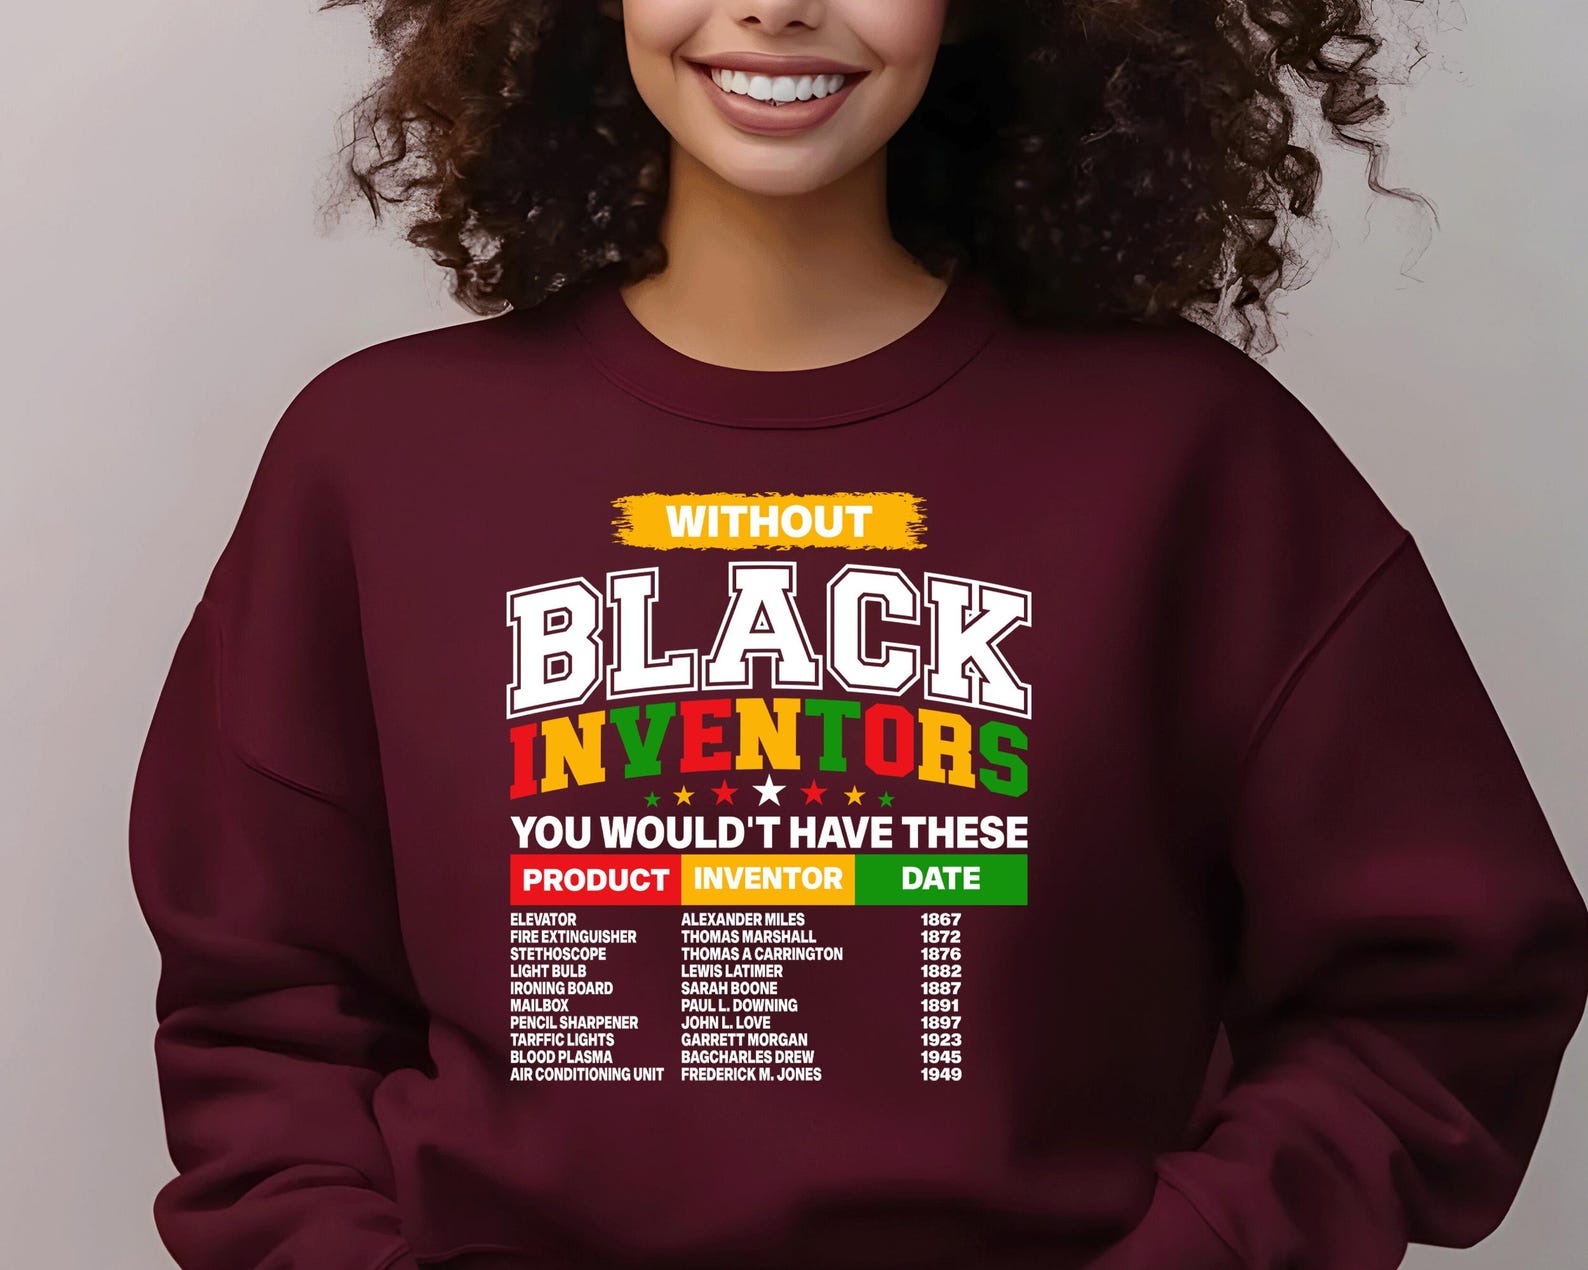 WITHOUT
BLACK
INVENTORS
YOU WOULD'T HAVE THESE
PRODUCT INVENTOR DATE
ELEVATOR ALEXANDER MILES 1867
FIRE EXTINGUISHER THOMAS MARSHALL 1872
STETHOSCOPE THOMAS A CARRINGTON 1876
LIGHT BULB LEWIS LATIMER 1882
IRONING BOARD SARAH BOONE 1887
MAILBOX PAUL L. DOWNING 1891
PENCIL SHARPENER JOHN L. LOVE 1897
TARFFIC LIGHTS GARRETT MORGAN 1923
BLOOD PLASMA BAGCHARLES DREW 1945
AIR CONDITIONING UNIT FREDERICK M. JONES 1949